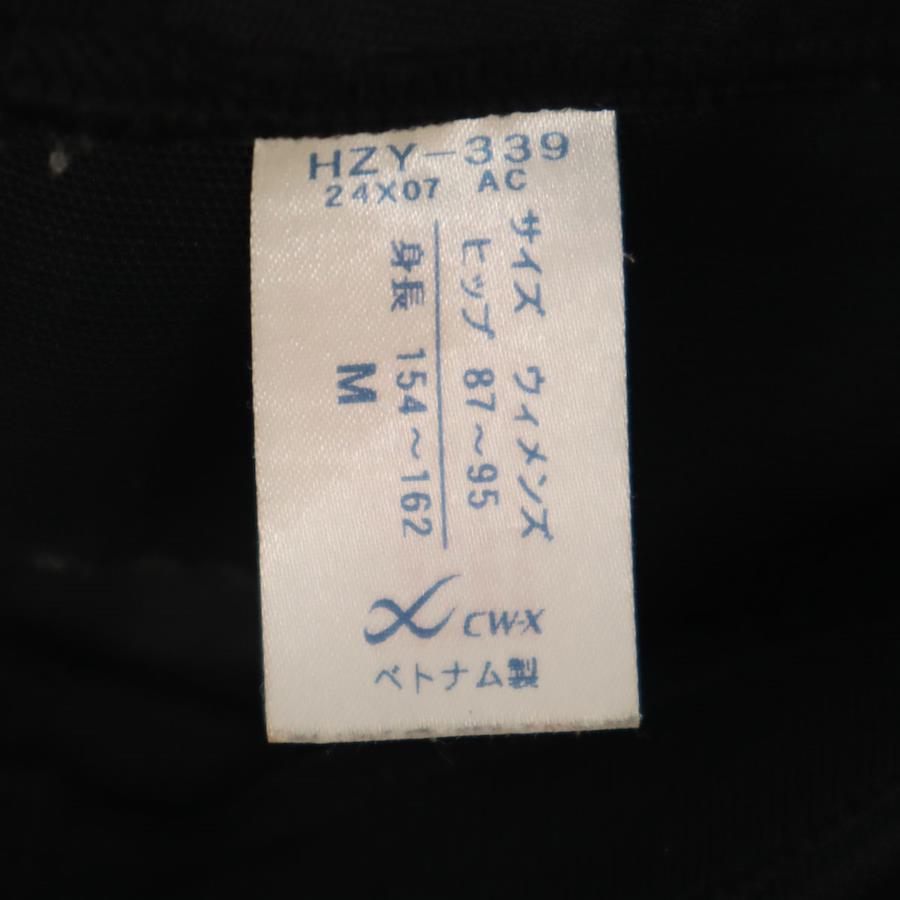 HZY-339
24X07 AC
サイズ ウィメンズ
ヒップ 87～95
身長 154～162
M
CW-X
ベトナム製